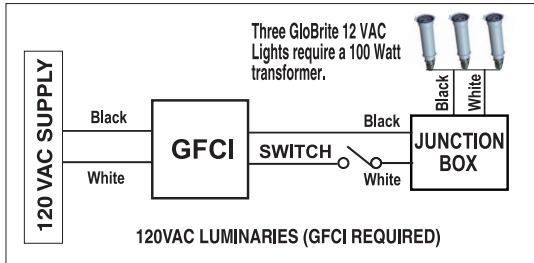 Three GloBrite 12 VAC
Lights require a 100 Watt
transformer.
120 VAC SUPPLY
Black
White
GFCI
Black
SWITCH
White
Black
White
JUNCTION
BOX
120VAC LUMINARIES (GFCI REQUIRED)